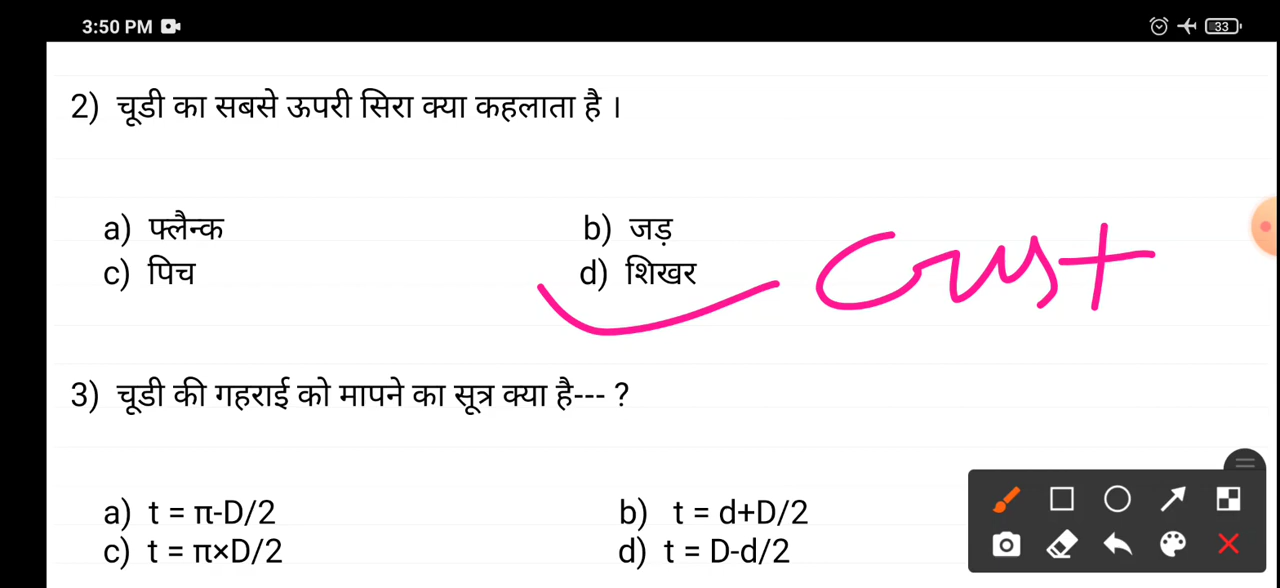 3:50 PM
33
2) चूडी का सबसे ऊपरी सिरा क्या कहलाता है ।
a) फ्लैन्क b) जड़
c) पिच d) शिखर
Crust
3) चूडी की गहराई को मापने का सूत्र क्या है--- ?
a) t = π-D/2 b) t = d+D/2
c) t = π×D/2 d) t = D-d/2